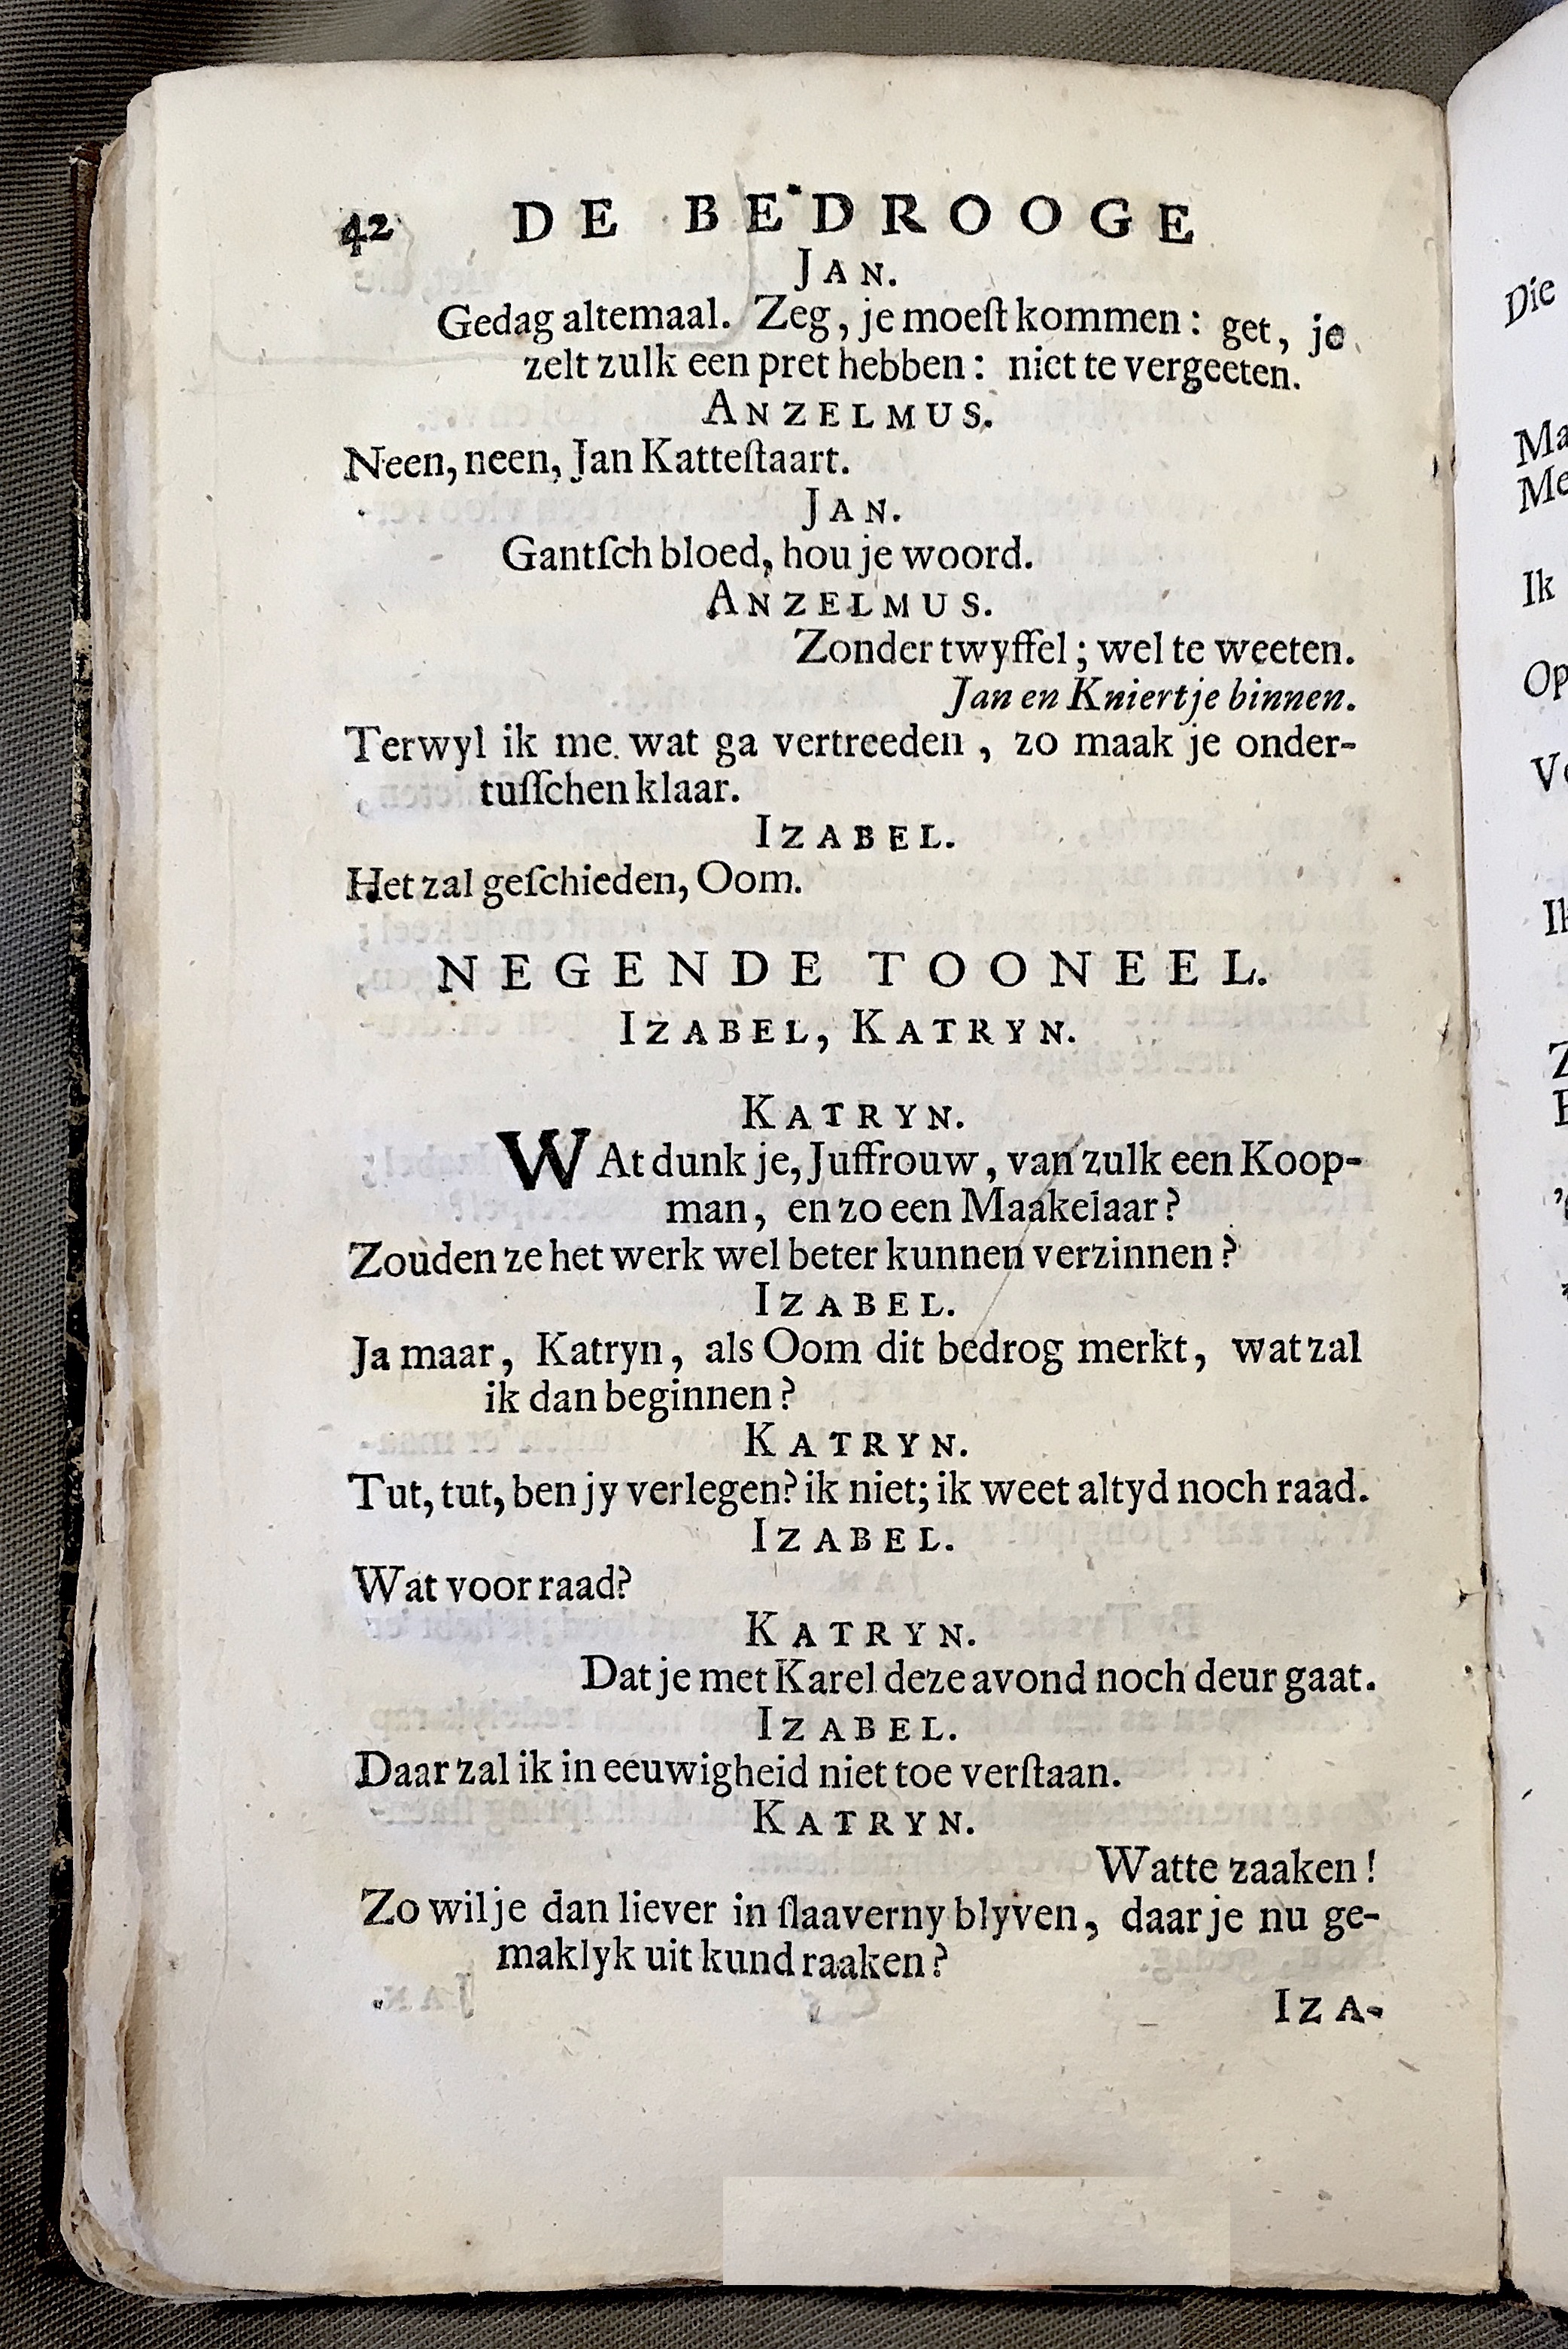 42 DE BEDROOGE
JAN.
Gedag altemaal. Zeg, je moeſt kommen: get, je
zelt zulk een pret hebben: niet te vergeeten.
ANZELMUS.
Neen, neen, Jan Katteſtaart.
JAN.
Gantſch bloed, hou je woord.
ANZELMUS.
Zonder twyffel; wel te weeten.
Jan en Kniertje binnen.
Terwyl ik me wat ga vertreeden, zo maak je onder-
tuſſchen klaar.
IZABEL.
Het zal geſchieden, Oom.
NEGENDE TOONEEL.
IZABEL, KATRYN.
KATRYN.
WAt dunk je, Juffrouw, van zulk een Koop-
man, en zo een Maakelaar?
Zouden ze het werk wel beter kunnen verzinnen?
IZABEL.
Ja maar, Katryn, als Oom dit bedrog merkt, wat zal
ik dan beginnen?
KATRYN.
Tut, tut, ben jy verlegen? ik niet; ik weet altyd noch raad.
IZABEL.
Wat voor raad?
KATRYN.
Dat je met Karel deze avond noch deur gaat.
IZABEL.
Daar zal ik in eeuwigheid niet toe verſtaan.
KATRYN.
Watte zaaken!
Zo wil je dan liever in ſlaaverny blyven, daar je nu ge-
maklyk uit kund raaken?
IZA-
Die
Ma
Me
Ik
Op